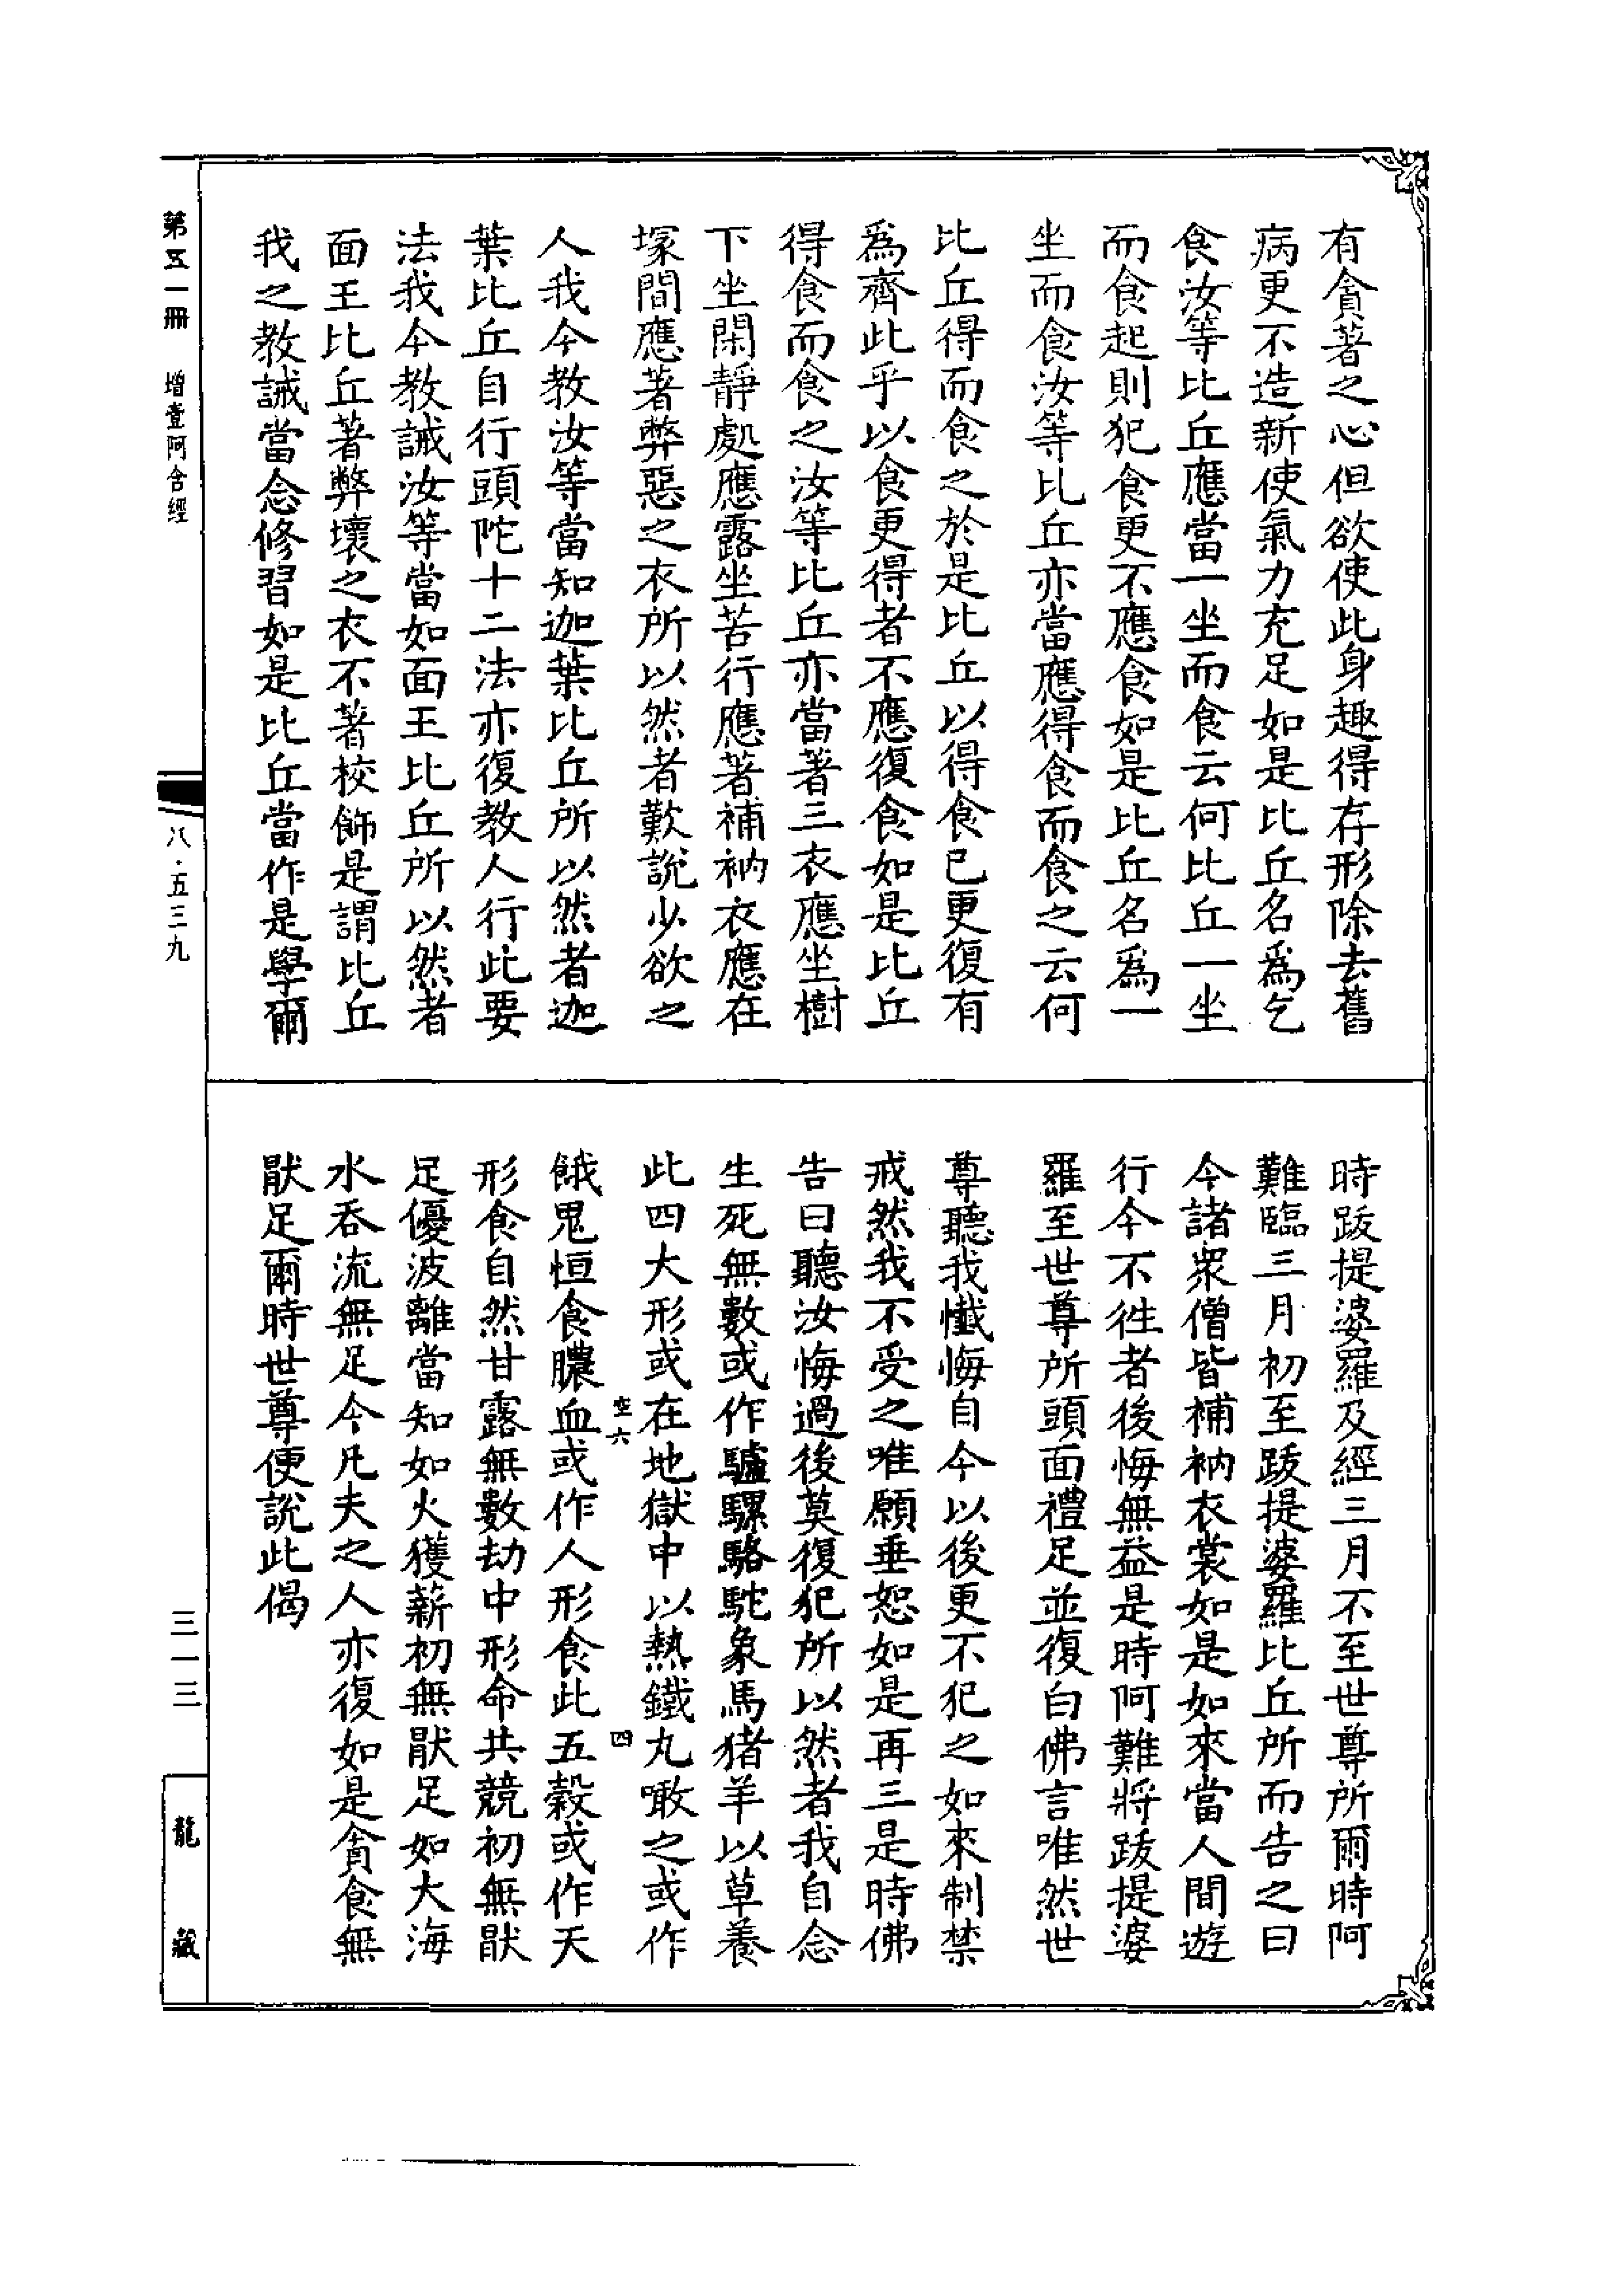 有貪著之心但欲使此身趣得存形除去舊
病更不造新使氣力充足如是比丘名爲乞
食汝等比丘應當一坐而食云何比丘一坐
而食起則犯食更不應食如是比丘名爲一
坐而食汝等比丘亦當應得食而食之云何
比丘得而食之於是比丘以得食已更復有
爲齊此乎以食更得者不應復食如是比丘
得食而食之汝等比丘亦當著三衣應坐樹
下坐閑靜處應露坐苦行應著補衲衣應在
塚間應著弊惡之衣所以然者歎說少欲之
人我今教汝等當知迦葉比丘所以然者迦
葉比丘自行頭陀十二法亦復教人行此要
法我今教誡汝等當如面王比丘所以然者
面王比丘著弊壞之衣不著校飾是謂比丘
我之教誡當念修習如是比丘當作是學爾
時跋提婆羅及經三月不至世尊所爾時阿
難臨三月初至跋提婆羅比丘所而告之曰
今諸衆僧皆補衲衣裳如是如來當人間遊
行今不徃者後悔無益是時阿難將跋提婆
羅至世尊所頭面禮足並復白佛言唯然世
尊聽我懺悔自今以後更不犯之如來制禁
戒然我不受之唯願垂恕如是再三是時佛
告曰聽汝悔過後莫復犯所以然者我自念
生死無數或作驢騾駱駝象馬猪羊以草養
此四大形或在地獄中以熱鐵丸噉之或作
空六 四
餓鬼恒食膿血或作人形食此五穀或作天
形食自然甘露無數劫中形命共競初無猒
足優波離當知如火獲薪初無猒足如大海
水吞流無足今凡夫之人亦復如是貪食無
猒足爾時世尊便說此偈
第五一冊 增壹阿含經
八·五三九
三一三
龍藏